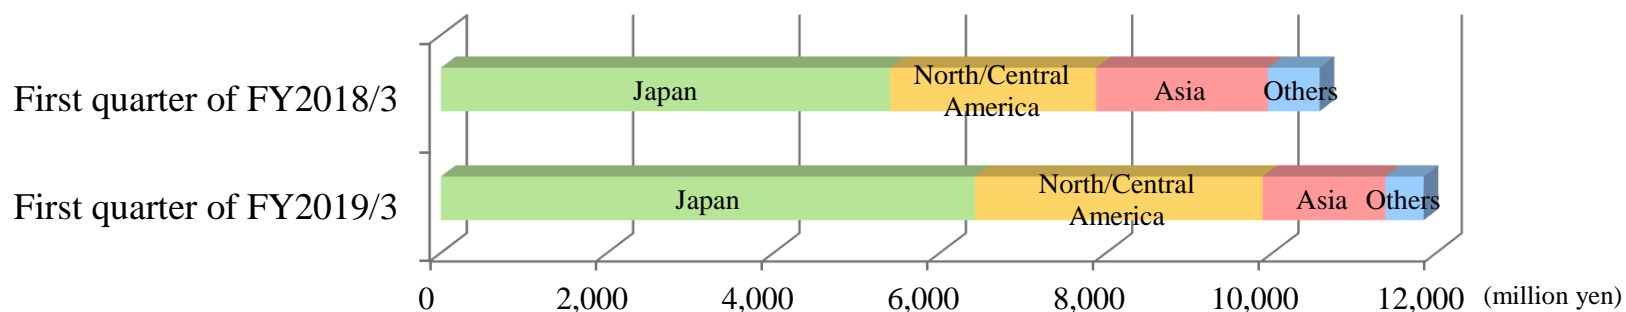 First quarter of FY2018/3
Japan
North/Central
America
Asia
Others
First quarter of FY2019/3
Japan
North/Central
America
Asia
Others
0 2,000 4,000 6,000 8,000 10,000 12,000 (million yen)